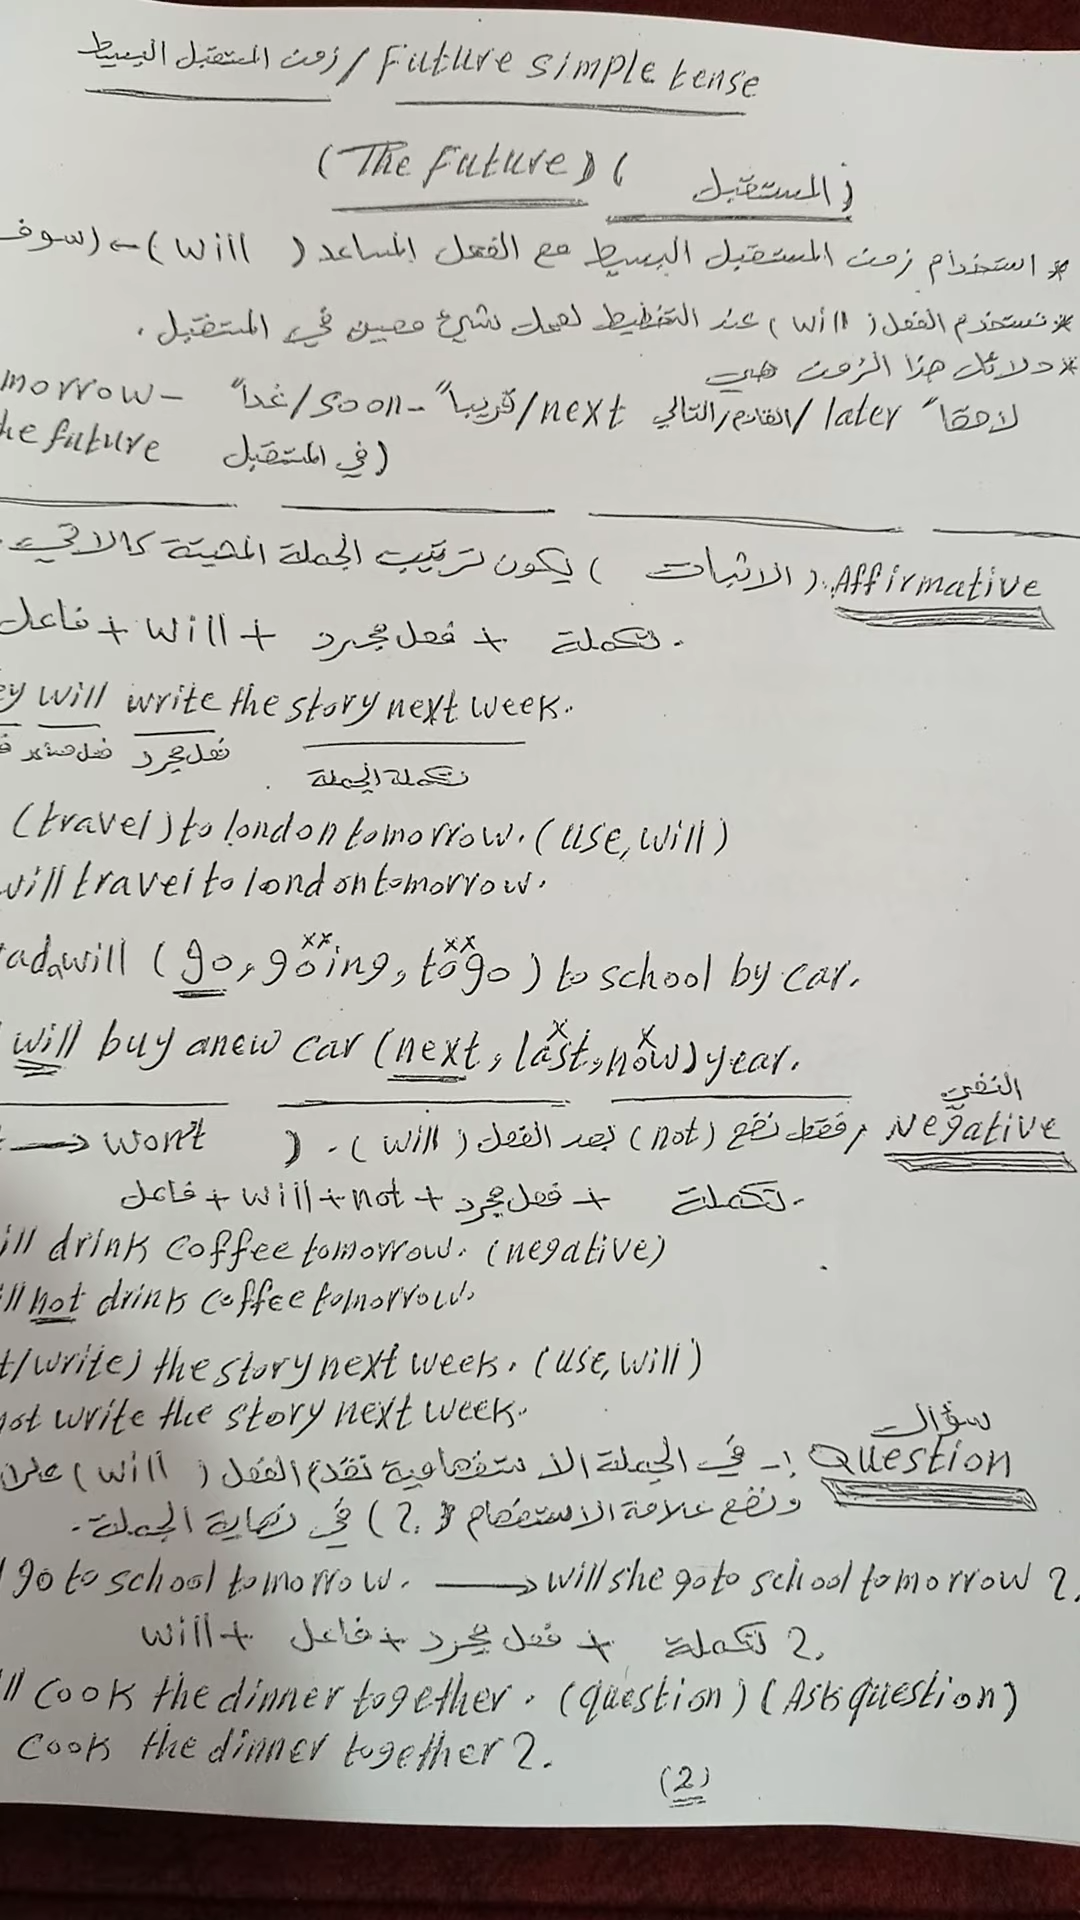 زمن المستقبل البسيط / Future simple tense
(The Future) (المستقبل)
* استخدام زمن المستقبل البسيط مع الفعل المساعد (will) ← (سوف
* نستخدم الفعل (will) عند التخطيط لعمل شيء معين في المستقبل.
* دلائل هذا الزمن هي
لاحقاً later / القادم/التالي next / قريباً soon - / غداً morrow -
he future (في المستقبل
Affirmative (الاثبات) يكون ترتيب الجملة المثبتة كالاتي
فاعل + will + فعل مجرد + تكملة.
ey will write the story next week.
فعل مساعد فعل مجرد تكملة الجملة
(travel) to london tomorrow. (use, will)
will travel to london tomorrow.
will (go, going, to go) to school by car.
will buy anew car (next, last, now) year.
النفي
Negative فقط نضع (not) بعد الفعل (will). ( won't
فاعل + will + not + فعل مجرد + تكملة.
ill drink coffee tomorrow. (negative)
ill not drink coffee tomorrow.
t/write) the story next week. (use, will)
not write the story next week.
سؤال
Question :- في الجملة الاستفهامية نقدم الفعل (will)
ونضع علامة الاستفهام (?) في نهاية الجملة.
go to school tomorrow. → will she go to school tomorrow ?.
will + فاعل + فعل مجرد + تكملة ?.
ll cook the dinner together. (question) (Ask question)
cook the dinner together ?.
(2)